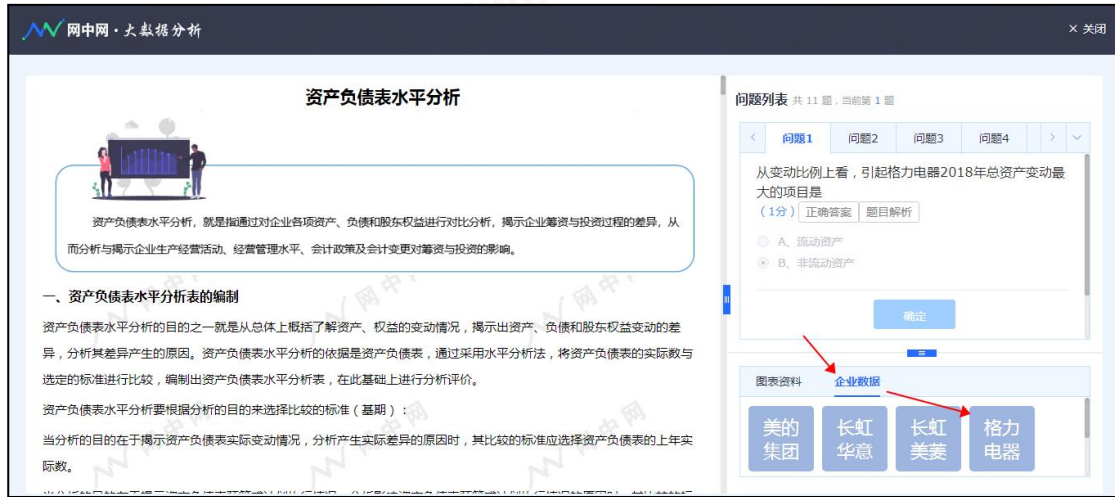 网中网·大数据分析
× 关闭
资产负债表水平分析
资产负债表水平分析，就是指通过对企业各项资产、负债和股东权益进行对比分析，揭示企业筹资与投资过程的差异，从
而分析与揭示企业生产经营活动、经营管理水平、会计政策及会计变更对筹资与投资的影响。
一、资产负债表水平分析表的编制
资产负债表水平分析的目的之一就是从总体上概括了解资产、权益的变动情况，揭示出资产、负债和股东权益变动的差
异，分析其差异产生的原因。资产负债表水平分析的依据是资产负债表，通过采用水平分析法，将资产负债表的实际数与
选定的标准进行比较，编制出资产负债表水平分析表，在此基础上进行分析评价。
资产负债表水平分析要根据分析的目的来选择比较的标准（基期）：
当分析的目的在于揭示资产负债表实际变动情况，分析产生实际差异的原因时，其比较的标准应选择资产负债表的上年实
际数。
问题列表 共 11 题，当前第 1 题
问题1 问题2 问题3 问题4
从变动比例上看，引起格力电器2018年总资产变动最
大的项目是
（1分） 正确答案 题目解析
A、流动资产
B、非流动资产
确定
图表资料 企业数据
美的
集团
长虹
华意
长虹
美菱
格力
电器